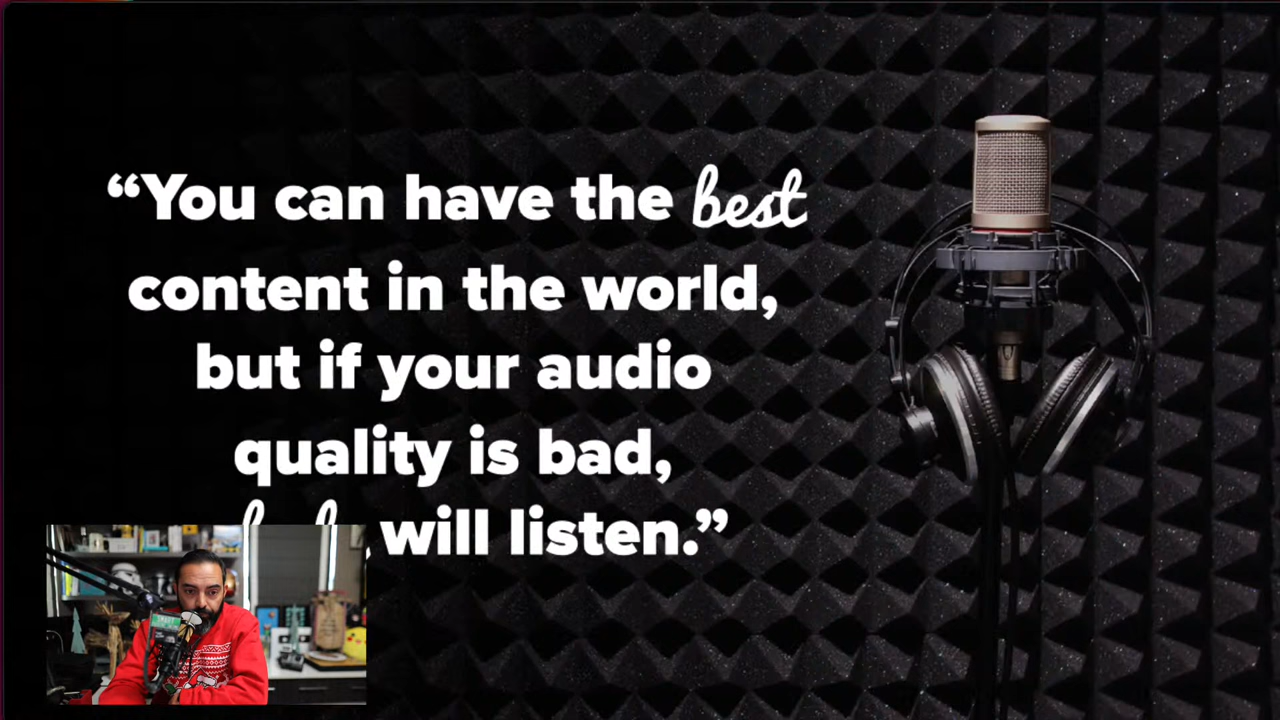 “You can have the best
content in the world,
but if your audio
quality is bad,
will listen.”